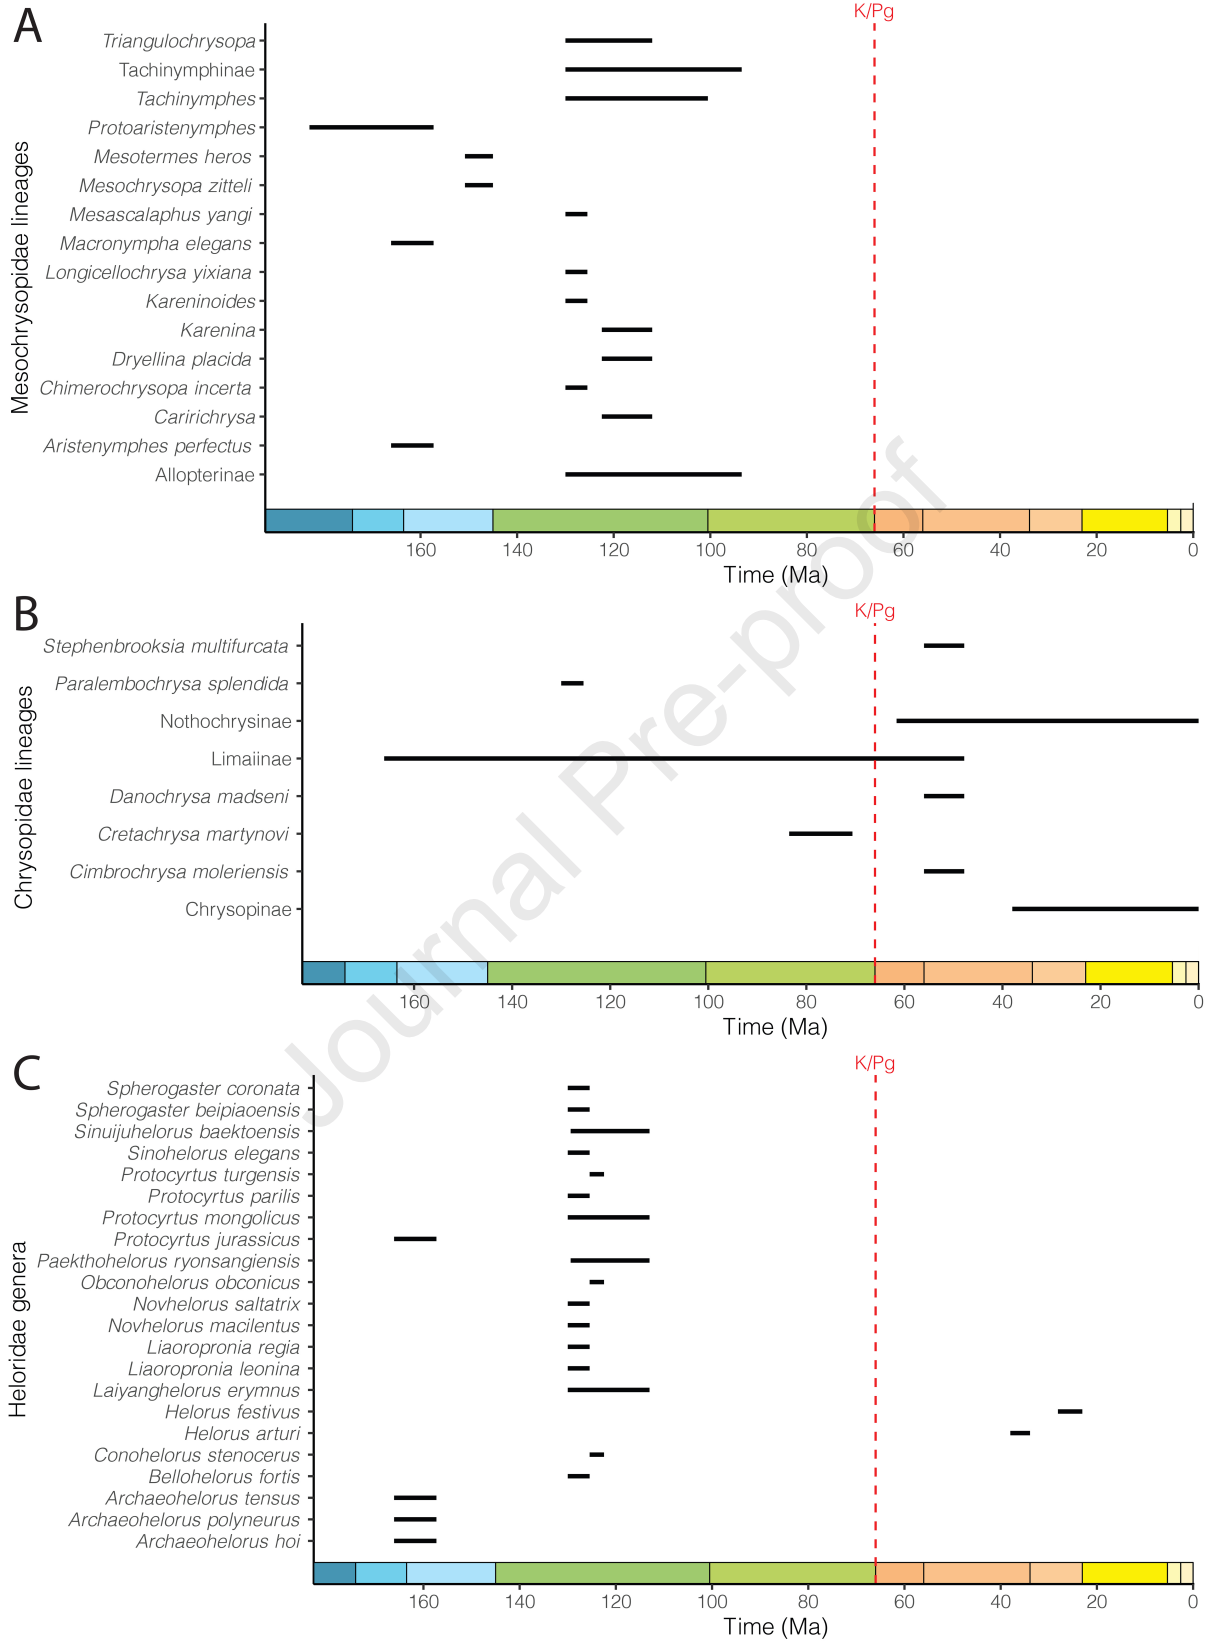 A
K/Pg
Triangulochrysopa
Tachinymphinae
Tachinymphes
Protoaristenymphes
Mesotermes heros
Mesochrysopa zitteli
Mesascalaphus yangi
Macronympha elegans
Longicellochrysa yixiana
Kareninoides
Karenina
Dryellina placida
Chimerochrysopa incerta
Caririchrysa
Aristenymphes perfectus
Allopterinae
Mesochrysopidae lineages
160 140 120 100 80 60 40 20 0
Time (Ma)
B
K/Pg
Stephenbrooksia multifurcata
Paralembochrysa splendida
Nothochrysinae
Limaiinae
Danochrysa madseni
Cretachrysa martynovi
Cimbrochrysa moleriensis
Chrysopinae
Chrysopidae lineages
160 140 120 100 80 60 40 20 0
Time (Ma)
C
K/Pg
Spherogaster coronata
Spherogaster beipiaoensis
Sinuijuhelorus baektoensis
Sinohelorus elegans
Protocyrtus turgensis
Protocyrtus parilis
Protocyrtus mongolicus
Protocyrtus jurassicus
Paekthohelorus ryonsangiensis
Obconohelorus obconicus
Novhelorus saltatrix
Novhelorus macilentus
Liaoropronia regia
Liaoropronia leonina
Laiyanghelorus erymnus
Helorus festivus
Helorus arturi
Conohelorus stenocerus
Bellohelorus fortis
Archaeohelorus tensus
Archaeohelorus polyneurus
Archaeohelorus hoi
Heloridae genera
160 140 120 100 80 60 40 20 0
Time (Ma)
Journal Pre-proof